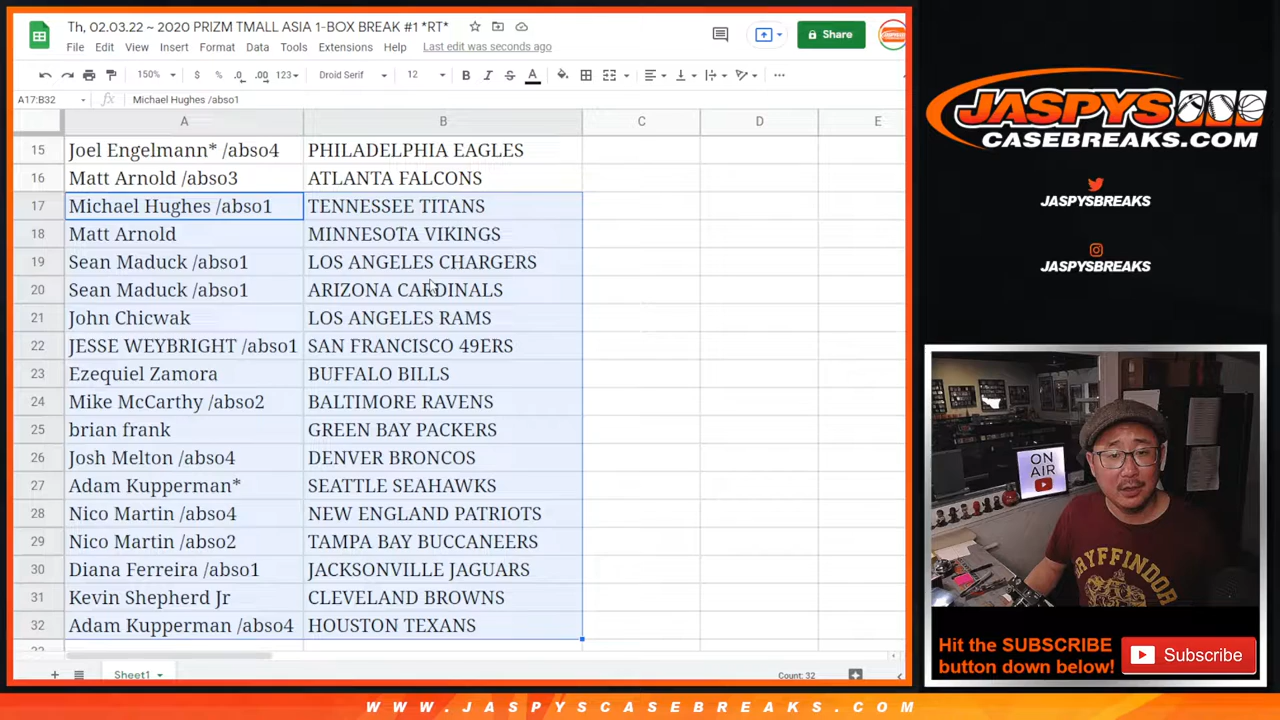 Th, 02.03.22 ~ 2020 PRIZM TMALL ASIA 1-BOX BREAK #1 *RT*
File Edit View Insert Format Data Tools Extensions Help Last edit was seconds ago
Share
150% $ % .0 .00 123 Droid Serif 12 B I S A
A17:B32 fx Michael Hughes /abso1
A B C D E
15 Joel Engelmann* /abso4 PHILADELPHIA EAGLES
16 Matt Arnold /abso3 ATLANTA FALCONS
17 Michael Hughes /abso1 TENNESSEE TITANS
18 Matt Arnold MINNESOTA VIKINGS
19 Sean Maduck /abso1 LOS ANGELES CHARGERS
20 Sean Maduck /abso1 ARIZONA CARDINALS
21 John Chicwak LOS ANGELES RAMS
22 JESSE WEYBRIGHT /abso1 SAN FRANCISCO 49ERS
23 Ezequiel Zamora BUFFALO BILLS
24 Mike McCarthy /abso2 BALTIMORE RAVENS
25 brian frank GREEN BAY PACKERS
26 Josh Melton /abso4 DENVER BRONCOS
27 Adam Kupperman* SEATTLE SEAHAWKS
28 Nico Martin /abso4 NEW ENGLAND PATRIOTS
29 Nico Martin /abso2 TAMPA BAY BUCCANEERS
30 Diana Ferreira /abso1 JACKSONVILLE JAGUARS
31 Kevin Shepherd Jr CLEVELAND BROWNS
32 Adam Kupperman /abso4 HOUSTON TEXANS
Sheet1
Count: 32
JASPYS
CASEBREAKS.COM
JASPYSBREAKS
JASPYSBREAKS
ON
AIR
GRYFFINDOR
Hit the SUBSCRIBE
button down below!
Subscribe
WWW.JASPYSCASEBREAKS.COM